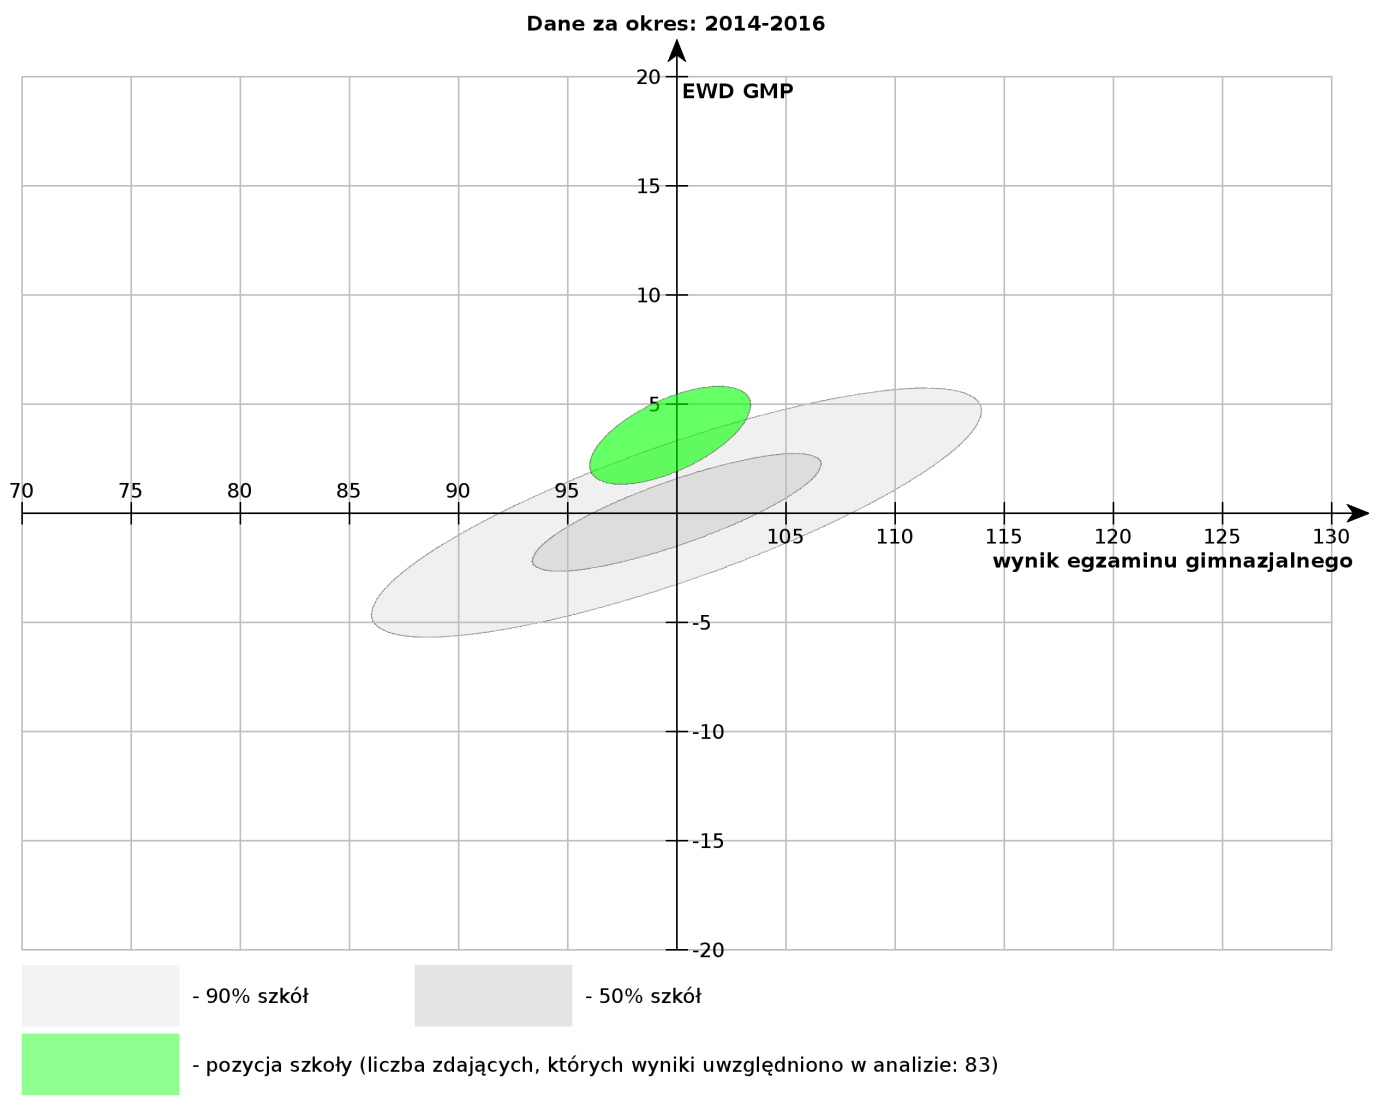 Dane za okres: 2014-2016
20
EWD GMP
15
10
5
70 75 80 85 90 95
105 110 115 120 125 130
wynik egzaminu gimnazjalnego
-5
-10
-15
-20
- 90% szkół - 50% szkół
- pozycja szkoły (liczba zdających, których wyniki uwzględniono w analizie: 83)